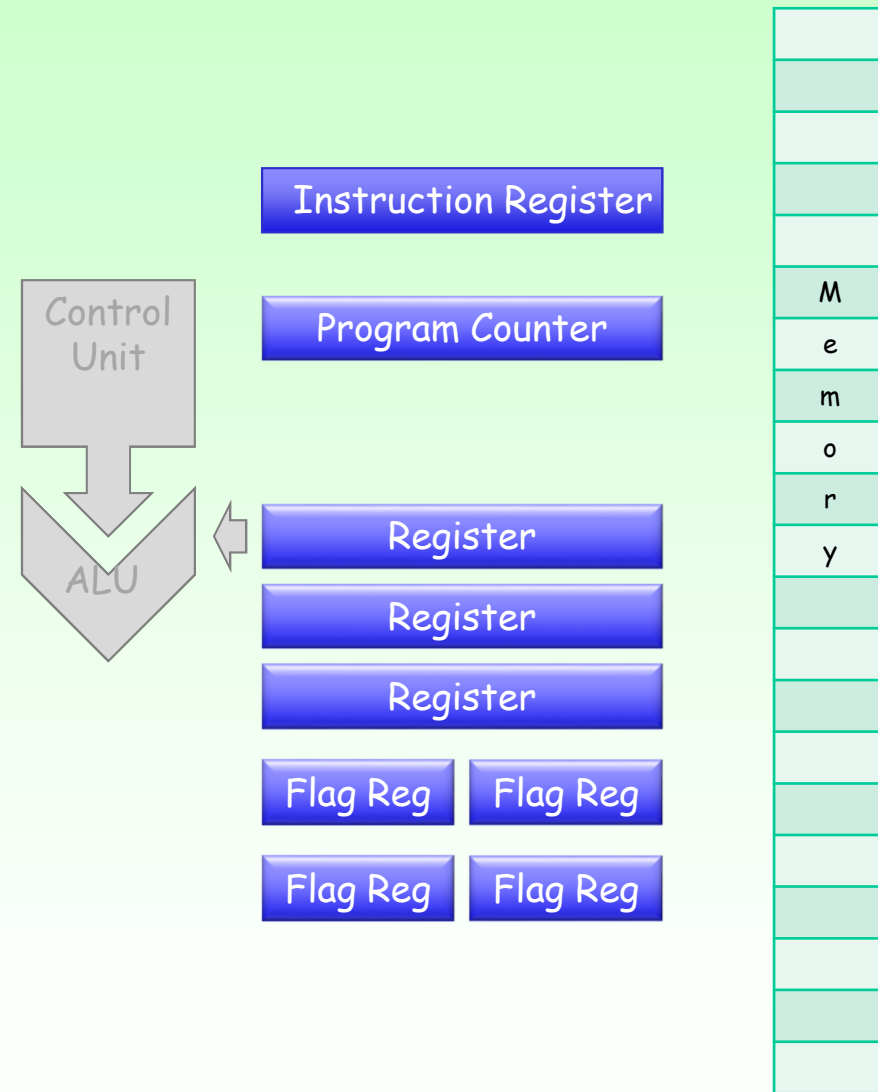 Instruction Register
Control
Unit
Program Counter
M
e
m
o
r
y
ALU
Register
Register
Register
Flag Reg
Flag Reg
Flag Reg
Flag Reg